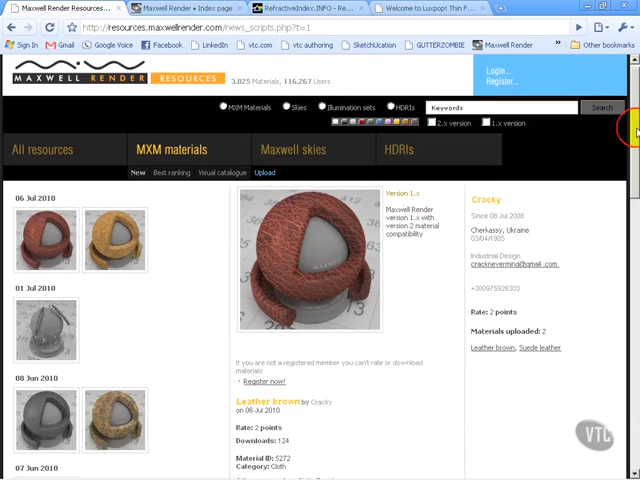 Maxwell Render Resources...
Maxwell Render • Index page
RefractiveIndex.INFO - Re...
Welcome to Luxpop! Thin F...
http://resources.maxwellrender.com/news_scripts.php?t=1
Sign In
Gmail
Google Voice
Facebook
LinkedIn
vtc.com
vtc authoring
SketchUcation
GUTTERZOMBIE
Maxwell Render
»
Other bookmarks
MAXWELL RENDER
RESOURCES
3.825 Materials, 116.267 Users
Login...
Register...
MXM Materials
Skies
Illumination sets
HDRIs
Keywords
Search
2.x version
1.x version
All resources
MXM materials
Maxwell skies
HDRIs
New
Best ranking
Visual catalogue
Upload
06 Jul 2010
01 Jul 2010
08 Jun 2010
07 Jun 2010
Version 1.x
Maxwell Render
version 1.x with
version 2 material
compatibility
If you are not a registered member you can't rate or download
materials
Register now!
Leather brown by Cracky
on 06 Jul 2010
Rate: 2 points
Downloads: 124
Material ID: 5272
Category: Cloth
Cracky
Since 08 Jul 2008
Cherkassy, Ukraine
03/04/1985
Industrial Design
cracknevermind@gmail.com.
+380975926303
Rate: 2 points
Materials uploaded: 2
Leather brown, Suede leather
VTC